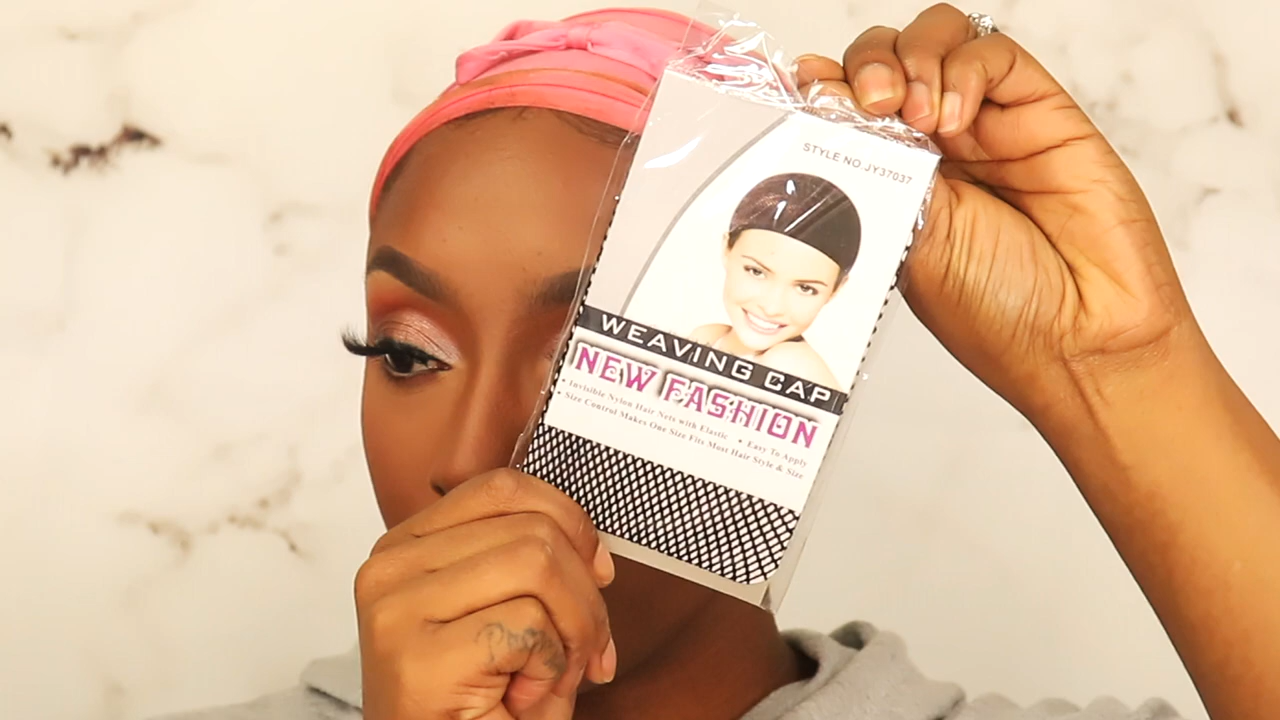 STYLE NO.JY37037
WEAVING CAP
NEW FASHION
• Invisible Nylon Hair Nets with Elastic • Easy To Apply
• Size Control Makes One Size Fits Most Hair Style & Size